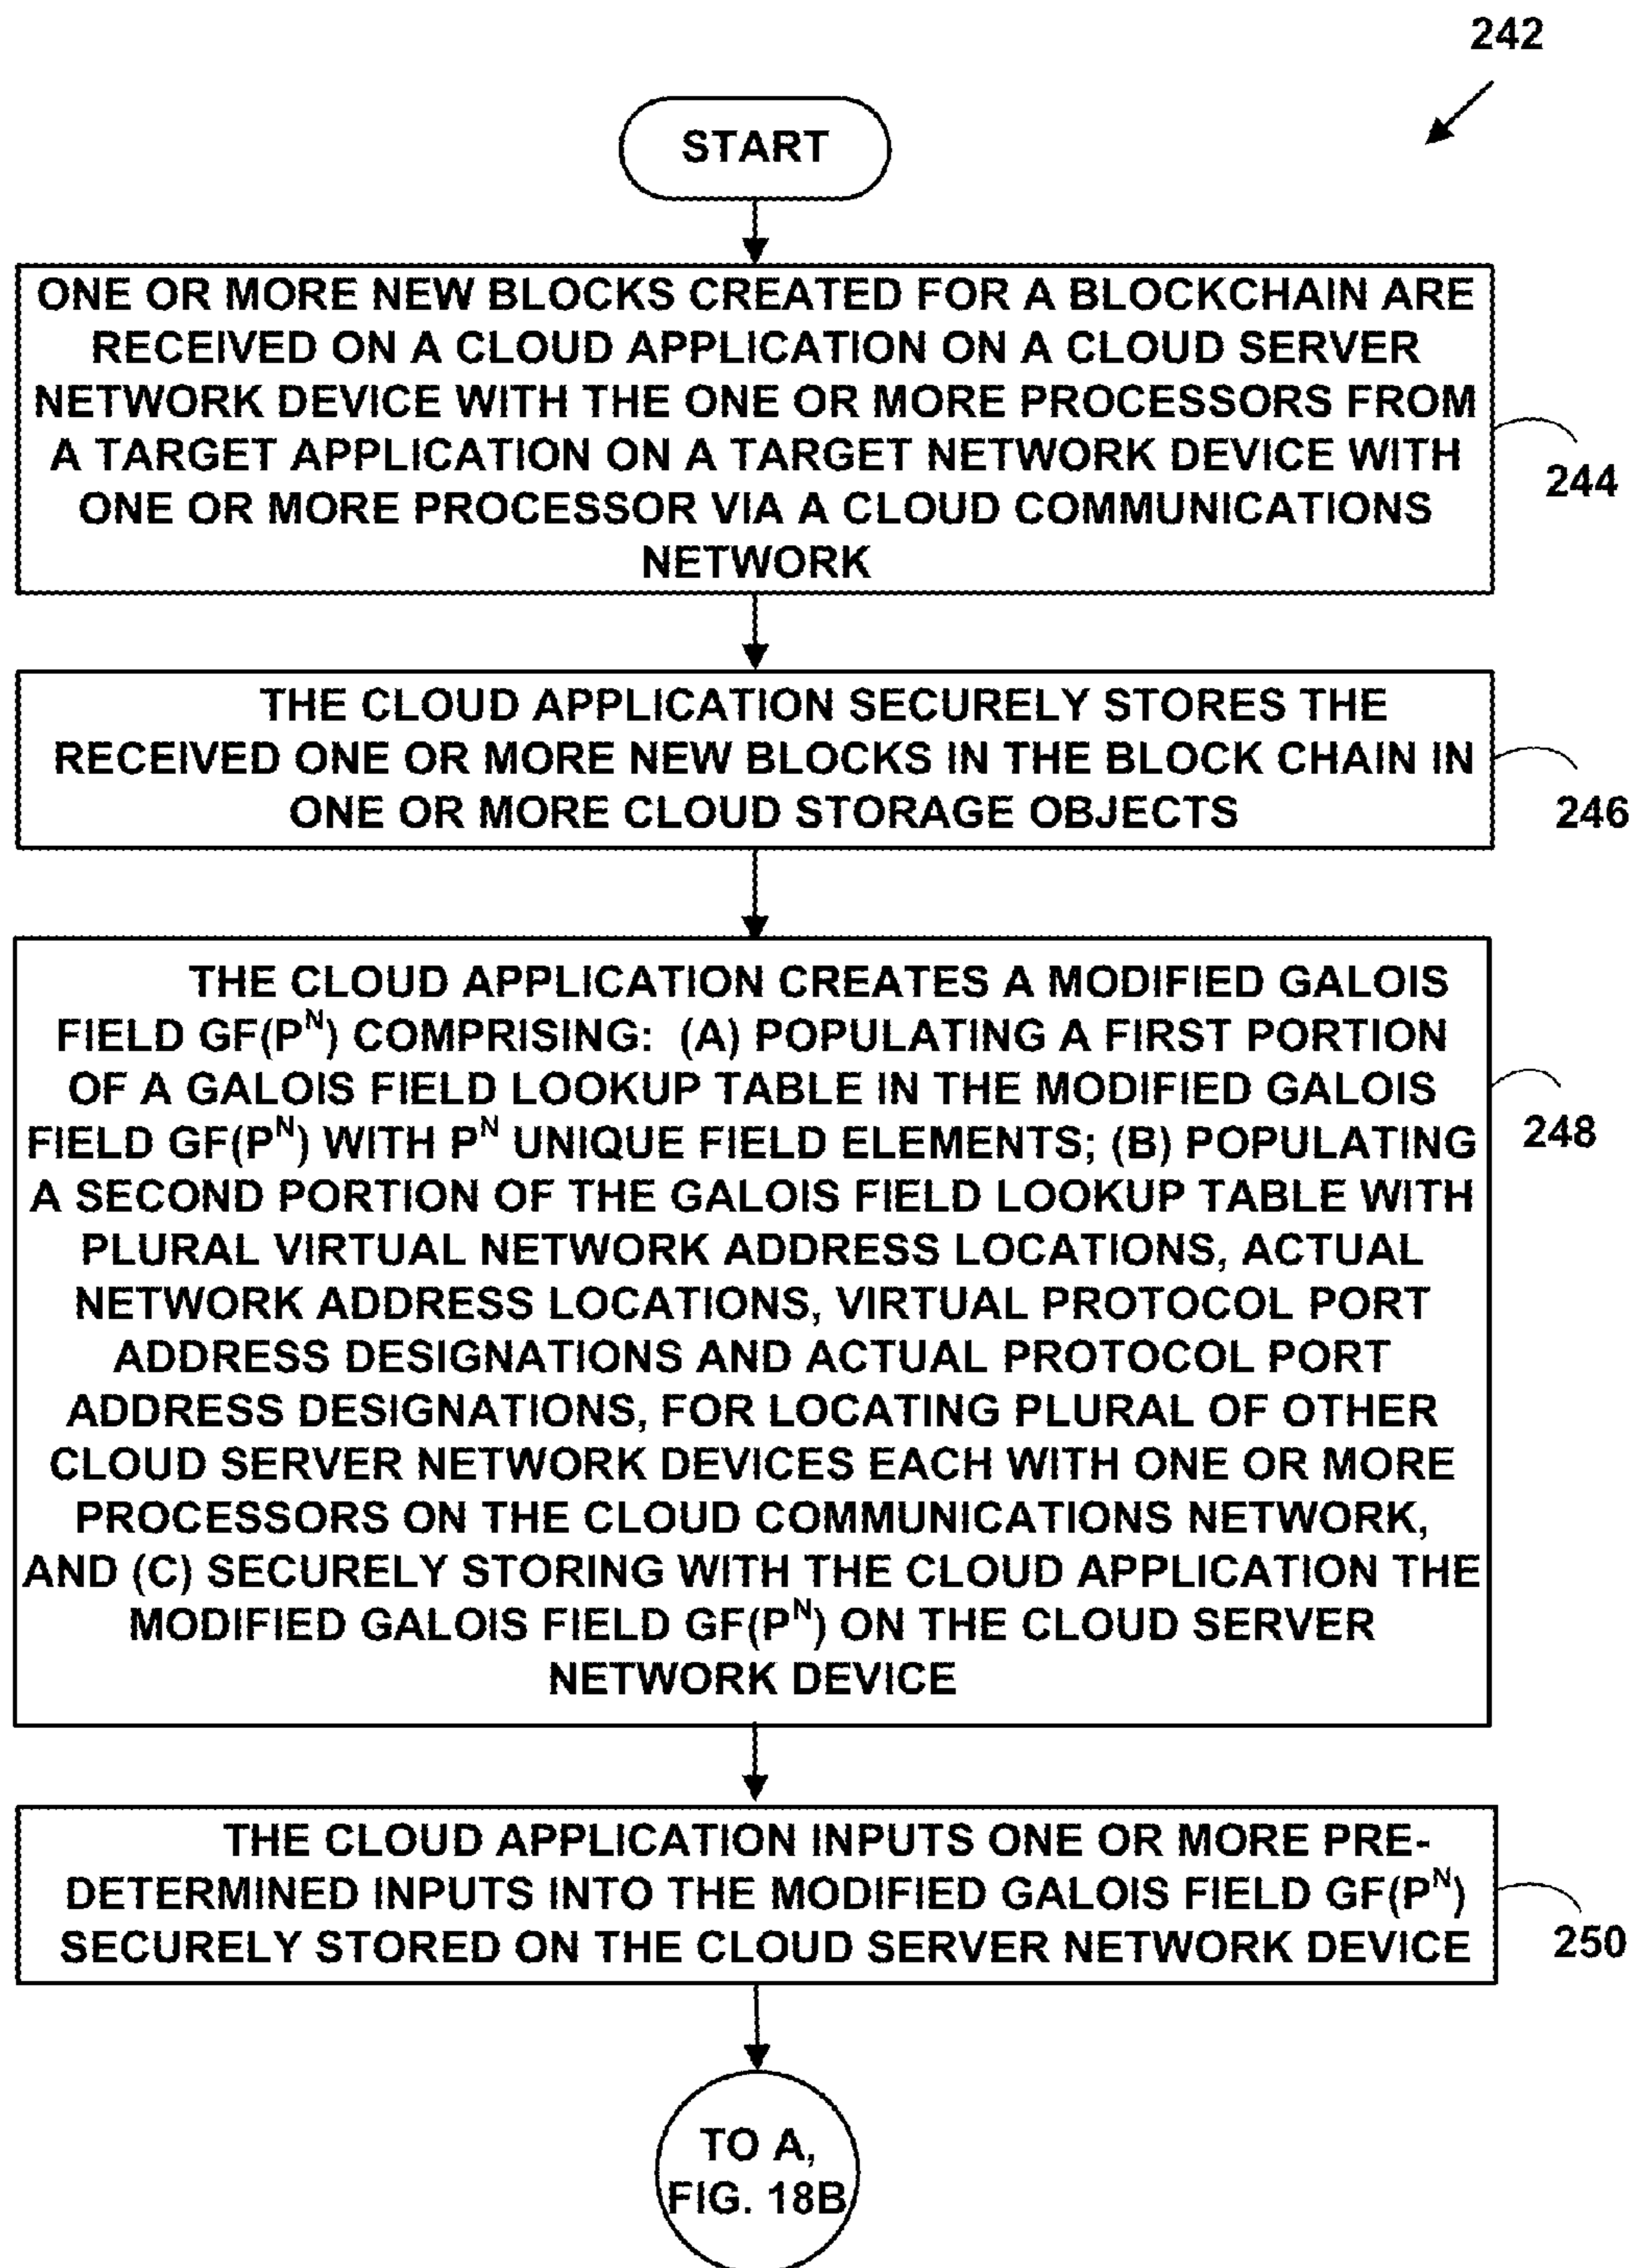 242
START
ONE OR MORE NEW BLOCKS CREATED FOR A BLOCKCHAIN ARE
RECEIVED ON A CLOUD APPLICATION ON A CLOUD SERVER
NETWORK DEVICE WITH THE ONE OR MORE PROCESSORS FROM
A TARGET APPLICATION ON A TARGET NETWORK DEVICE WITH
ONE OR MORE PROCESSOR VIA A CLOUD COMMUNICATIONS
NETWORK
244
THE CLOUD APPLICATION SECURELY STORES THE
RECEIVED ONE OR MORE NEW BLOCKS IN THE BLOCK CHAIN IN
ONE OR MORE CLOUD STORAGE OBJECTS
246
THE CLOUD APPLICATION CREATES A MODIFIED GALOIS
FIELD GF(P^N) COMPRISING: (A) POPULATING A FIRST PORTION
OF A GALOIS FIELD LOOKUP TABLE IN THE MODIFIED GALOIS
FIELD GF(P^N) WITH P^N UNIQUE FIELD ELEMENTS; (B) POPULATING
A SECOND PORTION OF THE GALOIS FIELD LOOKUP TABLE WITH
PLURAL VIRTUAL NETWORK ADDRESS LOCATIONS, ACTUAL
NETWORK ADDRESS LOCATIONS, VIRTUAL PROTOCOL PORT
ADDRESS DESIGNATIONS AND ACTUAL PROTOCOL PORT
ADDRESS DESIGNATIONS, FOR LOCATING PLURAL OF OTHER
CLOUD SERVER NETWORK DEVICES EACH WITH ONE OR MORE
PROCESSORS ON THE CLOUD COMMUNICATIONS NETWORK,
AND (C) SECURELY STORING WITH THE CLOUD APPLICATION THE
MODIFIED GALOIS FIELD GF(P^N) ON THE CLOUD SERVER
NETWORK DEVICE
248
THE CLOUD APPLICATION INPUTS ONE OR MORE PRE-
DETERMINED INPUTS INTO THE MODIFIED GALOIS FIELD GF(P^N)
SECURELY STORED ON THE CLOUD SERVER NETWORK DEVICE
250
TO A,
FIG. 18B